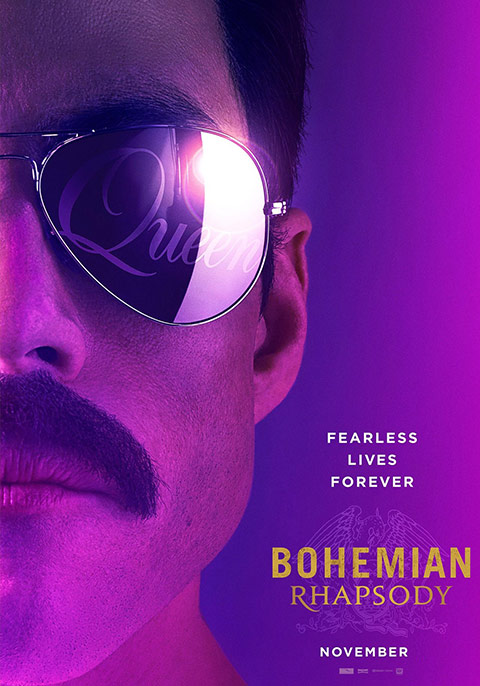 Queen
FEARLESS
LIVES
FOREVER
BOHEMIAN
RHAPSODY
NOVEMBER